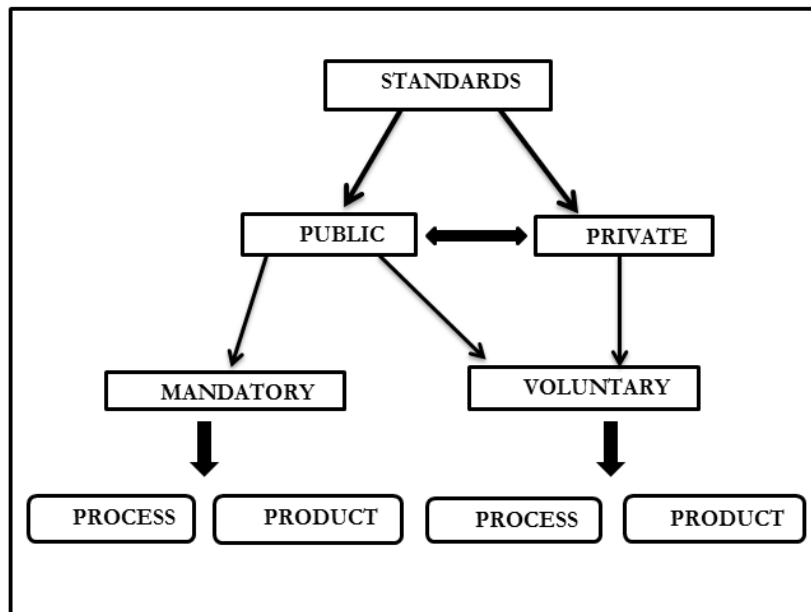 STANDARDS
PUBLIC
PRIVATE
MANDATORY
VOLUNTARY
PROCESS
PRODUCT
PROCESS
PRODUCT